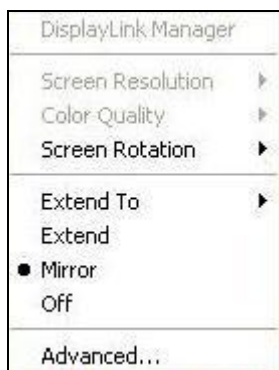 DisplayLink Manager
Screen Resolution
Color Quality
Screen Rotation
Extend To
Extend
Mirror
Off
Advanced...